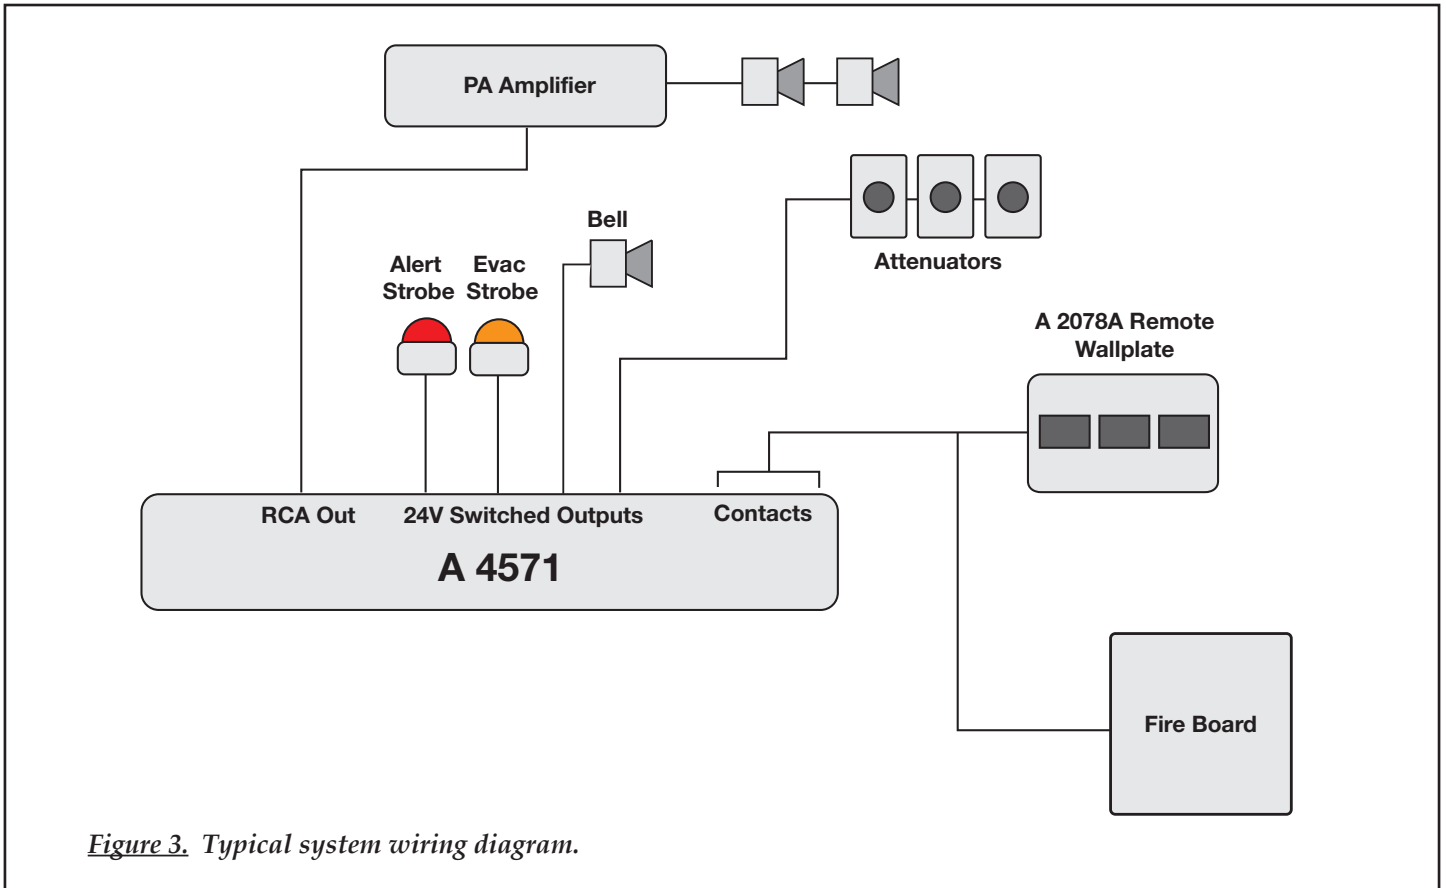 PA Amplifier
Bell
Alert
Strobe
Evac
Strobe
Attenuators
A 2078A Remote
Wallplate
RCA Out
24V Switched Outputs
Contacts
A 4571
Fire Board
Figure 3. Typical system wiring diagram.